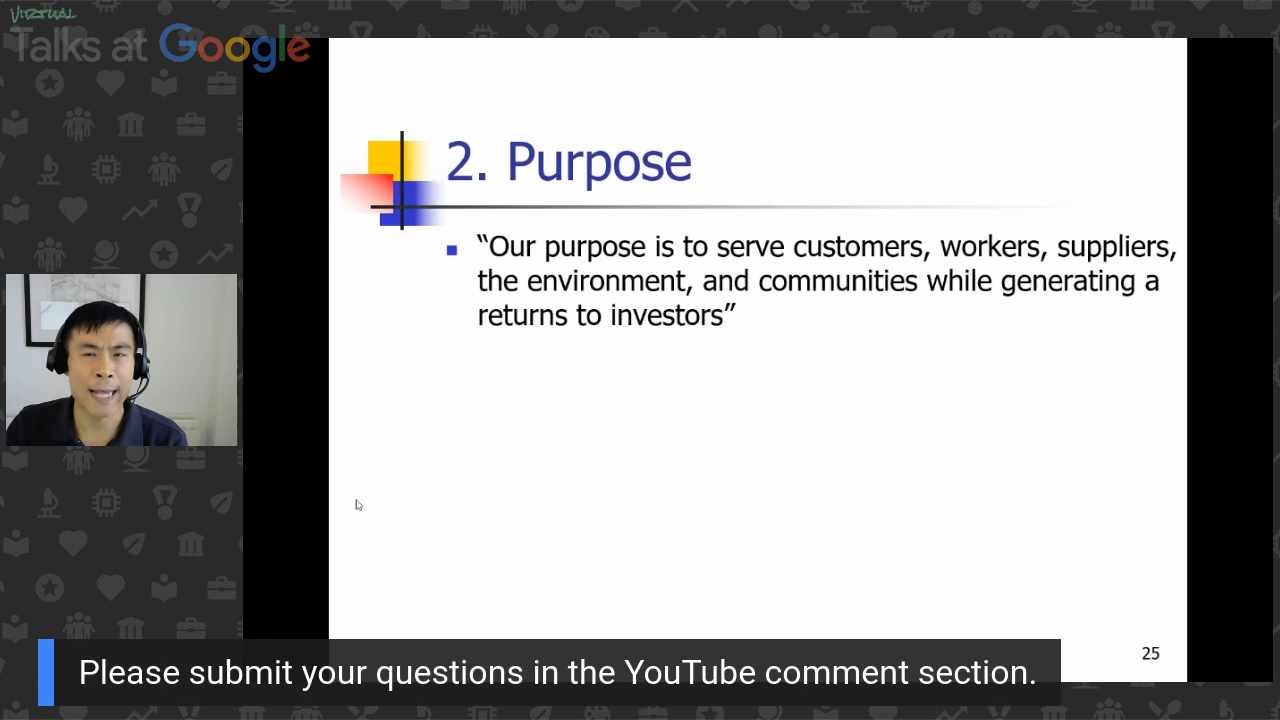 VIRTUAL
Talks at Google
2. Purpose
“Our purpose is to serve customers, workers, suppliers,
the environment, and communities while generating a
returns to investors”
25
Please submit your questions in the YouTube comment section.